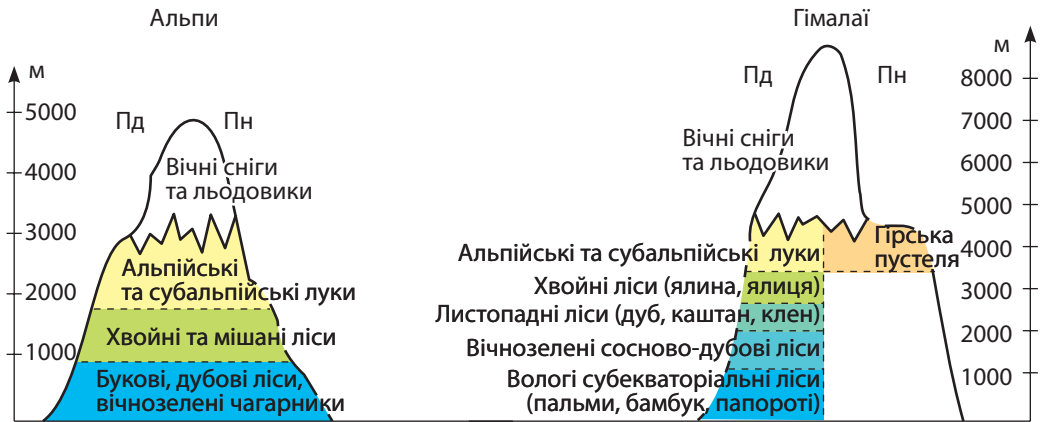 Альпи
м
5000
4000
3000
2000
1000
Пд
Пн
Вічні сніги
та льодовики
Альпійські
та субальпійські луки
Хвойні та мішані ліси
Букові, дубові ліси,
вічнозелені чагарники
Гімалаї
м
8000
7000
6000
5000
4000
3000
2000
1000
Пд
Пн
Вічні сніги
та льодовики
Альпійські та субальпійські луки
Гірська
пустеля
Хвойні ліси (ялина, ялиця)
Листопадні ліси (дуб, каштан, клен)
Вічнозелені сосново-дубові ліси
Вологі субекваторіальні ліси
(пальми, бамбук, папороті)